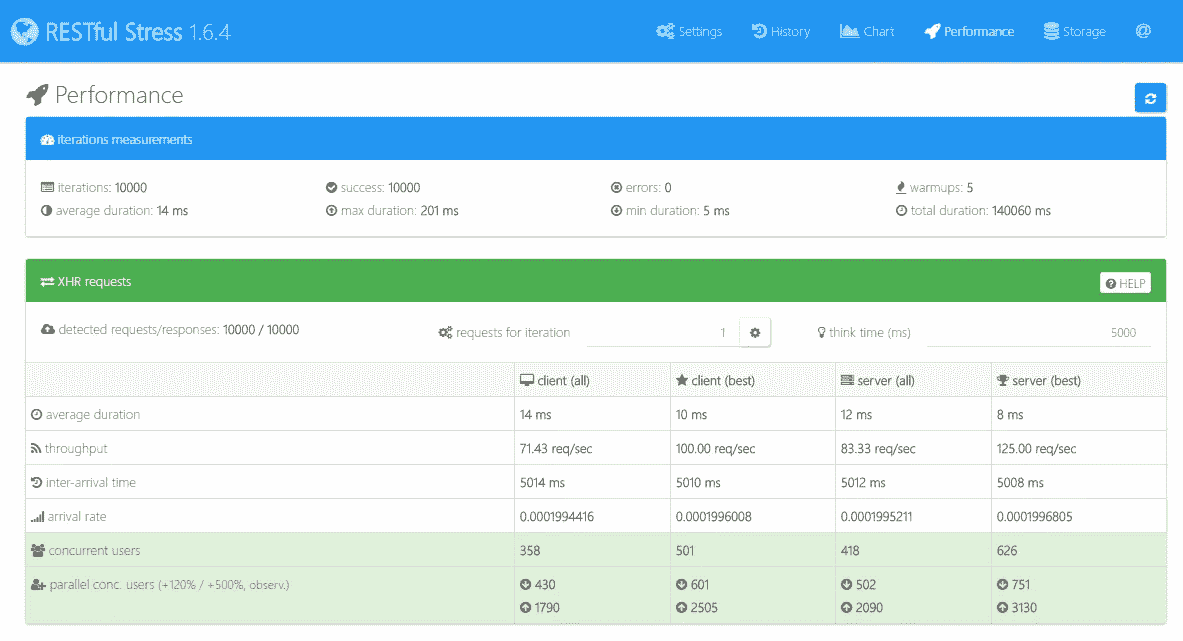 RESTful Stress 1.6.4 Settings History Chart Performance Storage @
Performance
iterations measurements
iterations: 10000 success: 10000 errors: 0 warmups: 5
average duration: 14 ms max duration: 201 ms min duration: 5 ms total duration: 140060 ms
XHR requests HELP
detected requests/responses: 10000 / 10000 requests for iteration 1 think time (ms) 5000
client (all) client (best) server (all) server (best)
average duration 14 ms 10 ms 12 ms 8 ms
throughput 71.43 req/sec 100.00 req/sec 83.33 req/sec 125.00 req/sec
inter-arrival time 5014 ms 5010 ms 5012 ms 5008 ms
arrival rate 0.0001994416 0.0001996008 0.0001995211 0.0001996805
concurrent users 358 501 418 626
parallel conc. users (+120% / +500%, observ.) 430 601 502 751
1790 2505 2090 3130